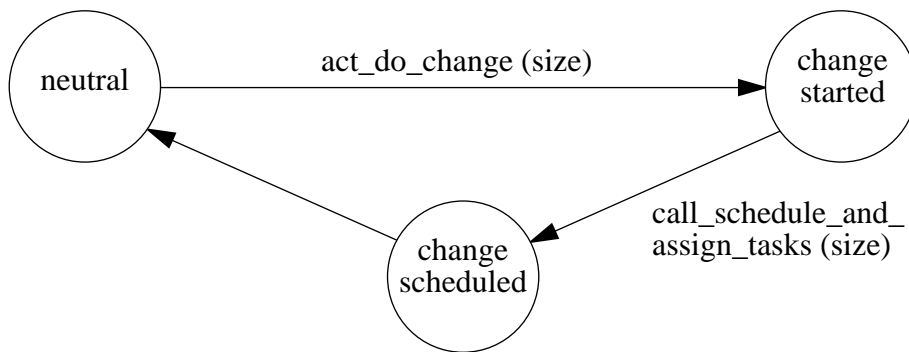 neutral
act_do_change (size)
change
started
call_schedule_and_
assign_tasks (size)
change
scheduled